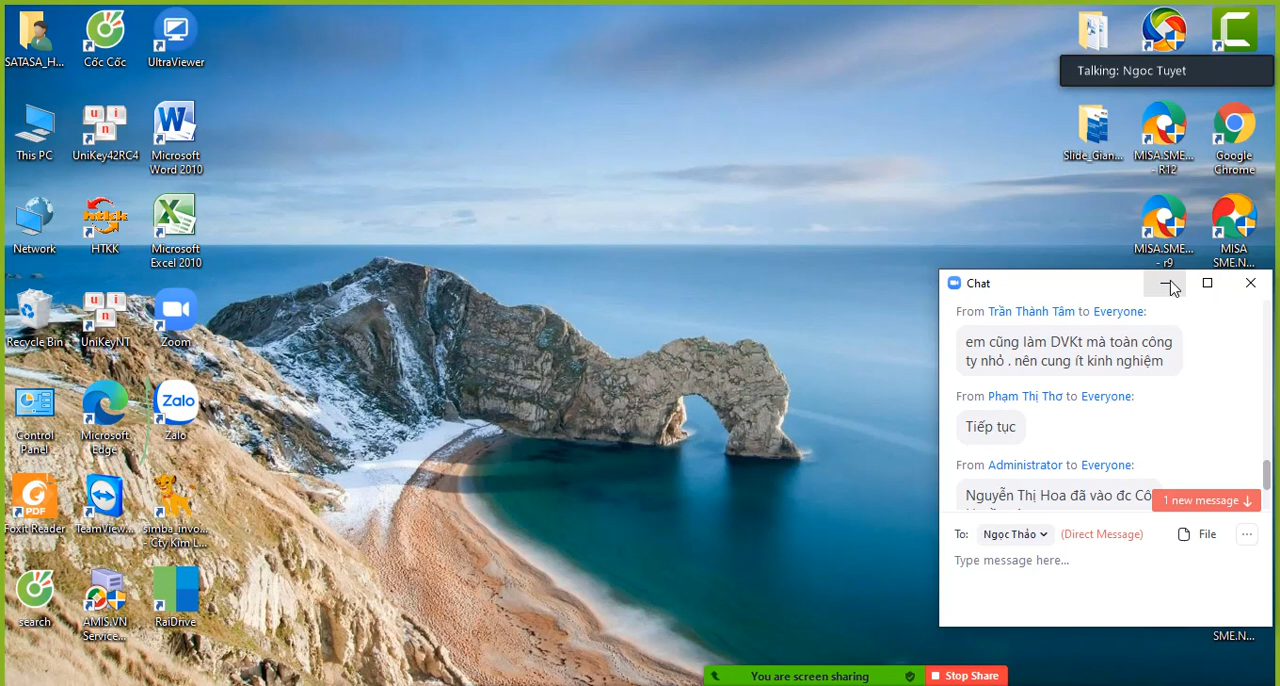 SATASA_H...
Cốc Cốc
UltraViewer
This PC
UniKey42RC4
Microsoft
Word 2010
Network
HTKK
Microsoft
Excel 2010
Recycle Bin
UniKeyNT
Zoom
Control
Panel
Microsoft
Edge
Zalo
Zalo
PDF
Foxit Reader
TeamView...
simba_invo...
- Cty Kim L...
search
AMIS.VN
Service...
RaiDrive
Talking: Ngoc Tuyet
Slide_Gian...
MISA.SME...
- R12
Google
Chrome
MISA.SME...
- r9
MISA
SME.N...
Chat
From Trần Thành Tâm to Everyone:
em cũng làm DVKt mà toàn công
ty nhỏ . nên cung ít kinh nghiệm
From Phạm Thị Thơ to Everyone:
Tiếp tục
From Administrator to Everyone:
Nguyễn Thị Hoa đã vào đc Cô
1 new message ↓
To: Ngọc Thảo (Direct Message) File
Type message here...
SME.N...
You are screen sharing
Stop Share